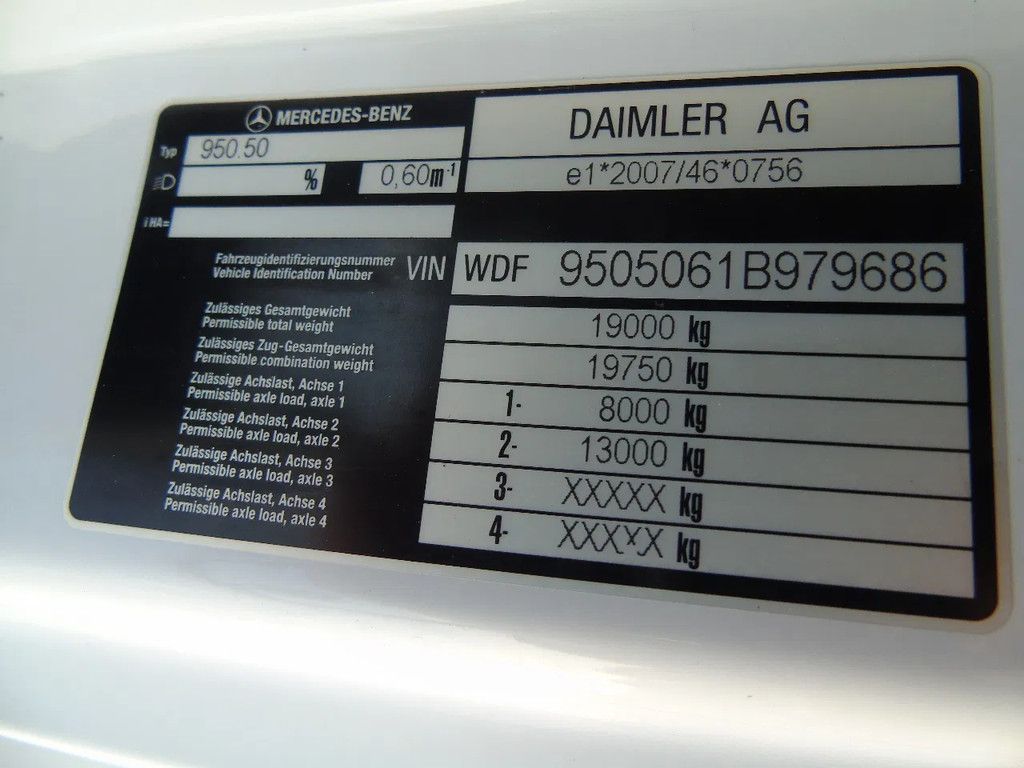 MERCEDES-BENZ
DAIMLER AG
Typ 950.50
e1*2007/46*0756
% 0,60m-1
i HA=
Fahrzeugidentifizierungsnummer
Vehicle Identification Number
VIN WDF 9505061B979686
Zulässiges Gesamtgewicht
Permissible total weight
19000 kg
Zulässiges Zug-Gesamtgewicht
Permissible combination weight
19750 kg
Zulässige Achslast, Achse 1
Permissible axle load, axle 1
1- 8000 kg
Zulässige Achslast, Achse 2
Permissible axle load, axle 2
2- 13000 kg
Zulässige Achslast, Achse 3
Permissible axle load, axle 3
3- XXXXX kg
Zulässige Achslast, Achse 4
Permissible axle load, axle 4
4- XXXXX kg